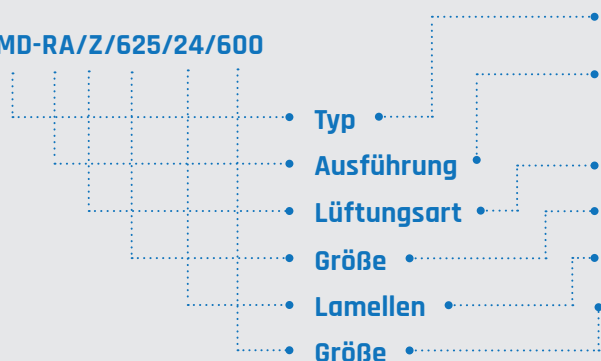 MD-RA/Z/625/24/600
Typ
Ausführung
Lüftungsart
Größe
Lamellen
Größe